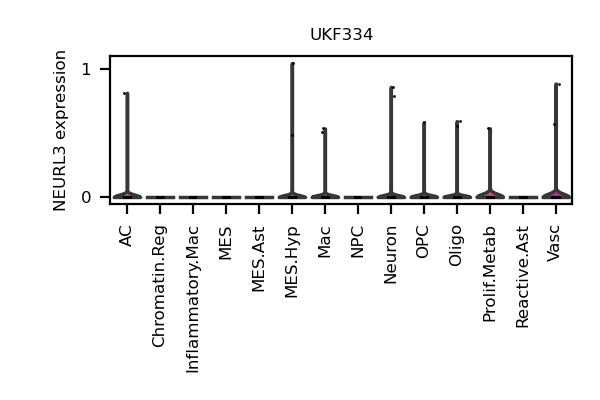 UKF334
NEURL3 expression
1
0
AC
Chromatin.Reg
Inflammatory.Mac
MES
MES.Ast
MES.Hyp
Mac
NPC
Neuron
OPC
Oligo
Prolif.Metab
Reactive.Ast
Vasc